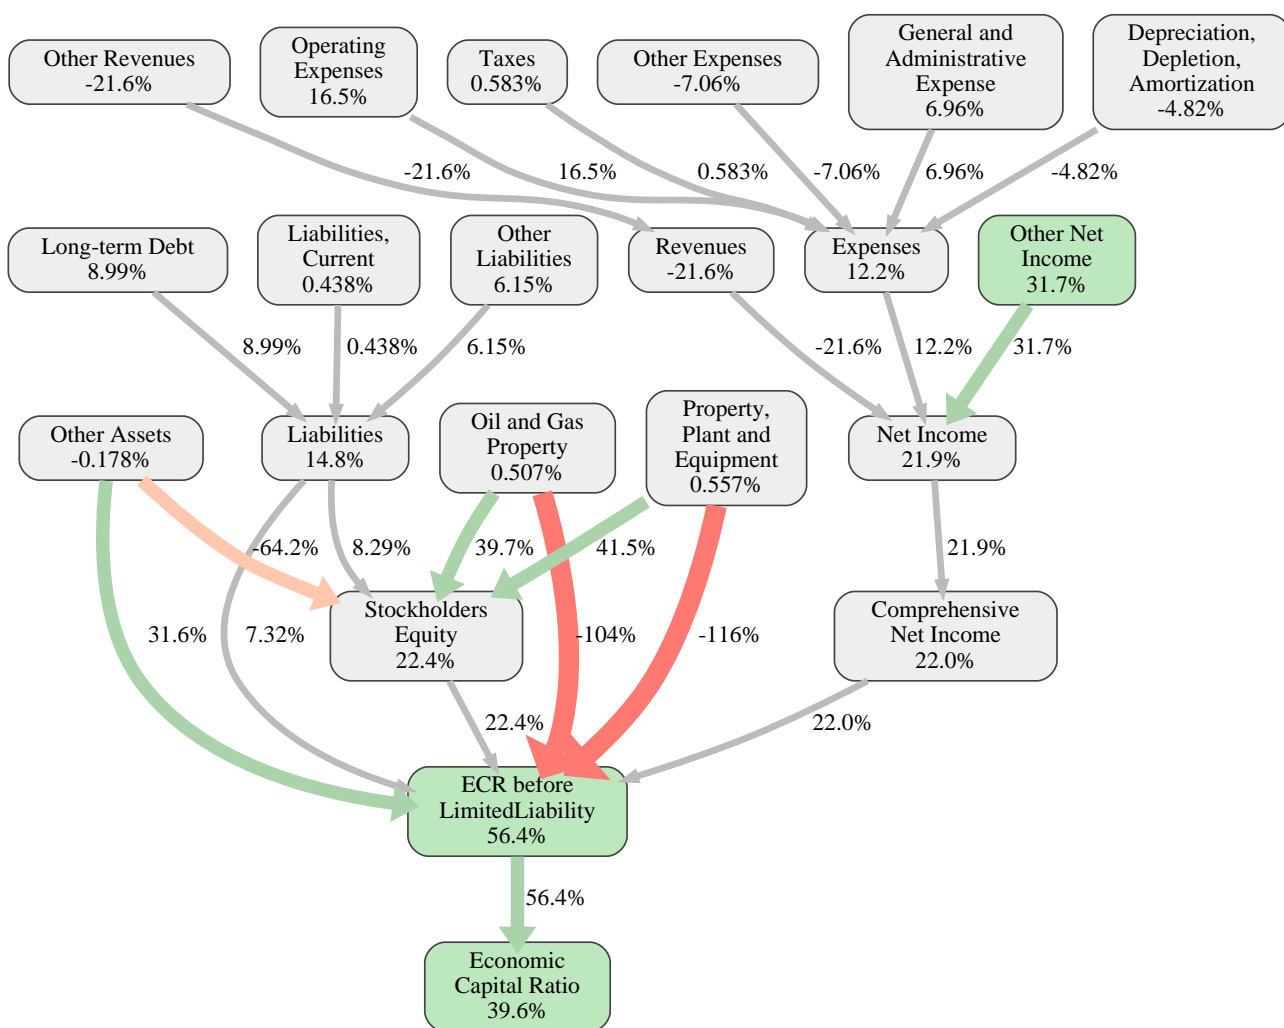 Other Revenues
-21.6%
Operating
Expenses
16.5%
Taxes
0.583%
Other Expenses
-7.06%
General and
Administrative
Expense
6.96%
Depreciation,
Depletion,
Amortization
-4.82%
-21.6%
16.5%
0.583%
-7.06%
6.96%
-4.82%
Long-term Debt
8.99%
Liabilities,
Current
0.438%
Other
Liabilities
6.15%
Revenues
-21.6%
Expenses
12.2%
Other Net
Income
31.7%
8.99%
0.438%
6.15%
-21.6%
12.2%
31.7%
Other Assets
-0.178%
Liabilities
14.8%
Oil and Gas
Property
0.507%
Property,
Plant and
Equipment
0.557%
Net Income
21.9%
-64.2%
8.29%
39.7%
41.5%
21.9%
Stockholders
Equity
22.4%
Comprehensive
Net Income
22.0%
31.6%
7.32%
-104%
-116%
22.4%
22.0%
ECR before
LimitedLiability
56.4%
56.4%
Economic
Capital Ratio
39.6%